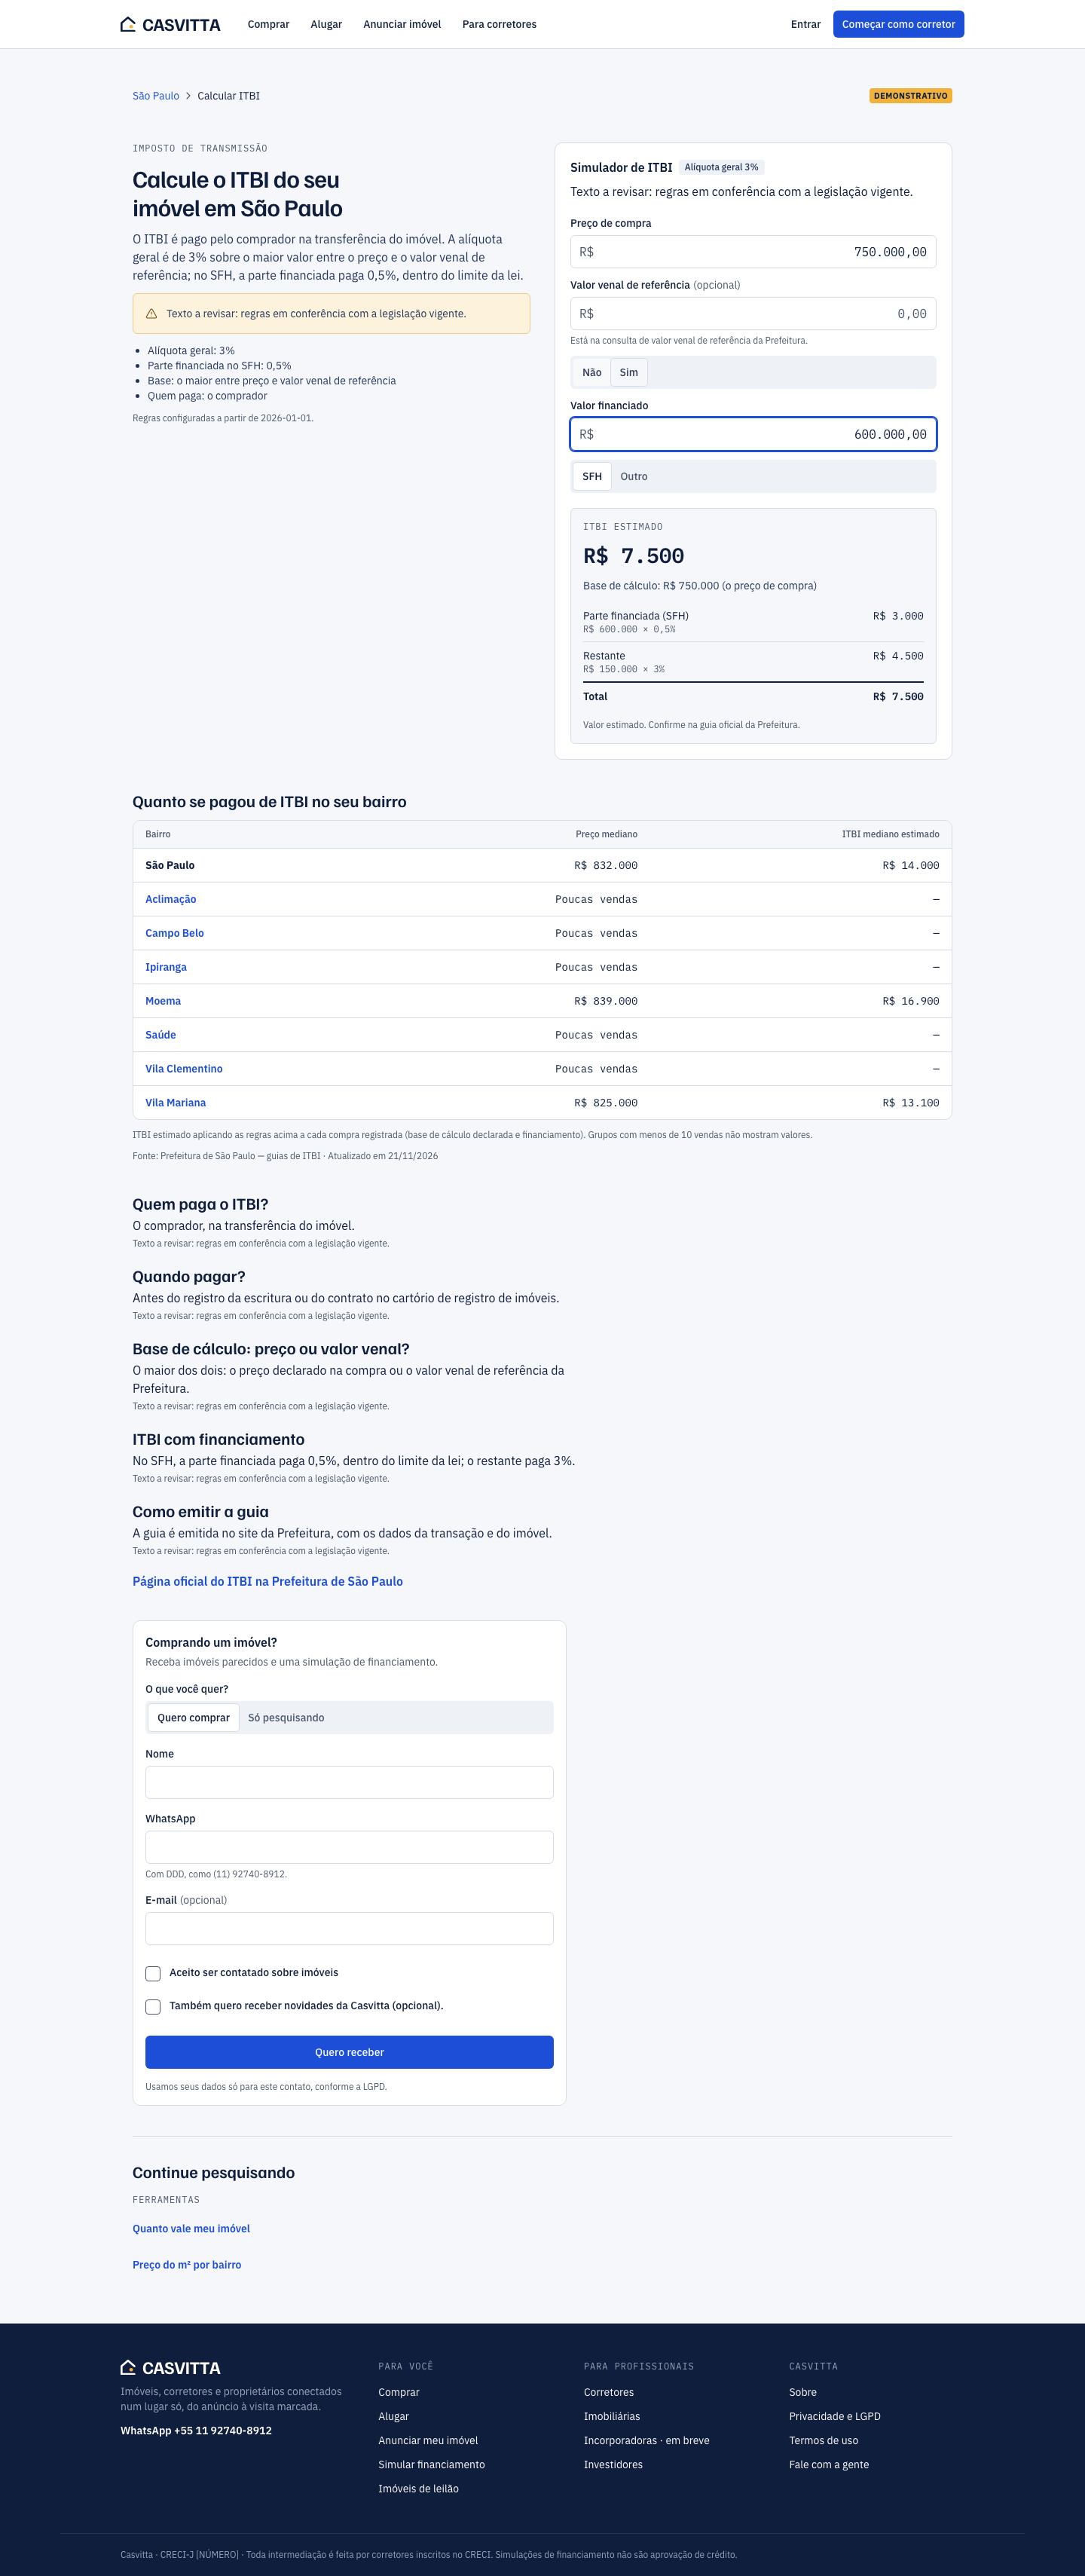 CASVITTA
Comprar
Alugar
Anunciar imóvel
Para corretores
Entrar
Começar como corretor
São Paulo
Calcular ITBI
DEMONSTRATIVO
IMPOSTO DE TRANSMISSÃO
Calcule o ITBI do seu
imóvel em São Paulo
O ITBI é pago pelo comprador na transferência do imóvel. A alíquota
geral é de 3% sobre o maior valor entre o preço e o valor venal de
referência; no SFH, a parte financiada paga 0,5%, dentro do limite da lei.
Texto a revisar: regras em conferência com a legislação vigente.
Alíquota geral: 3%
Parte financiada no SFH: 0,5%
Base: o maior entre preço e valor venal de referência
Quem paga: o comprador
Regras configuradas a partir de 2026-01-01.
Simulador de ITBI
Alíquota geral 3%
Texto a revisar: regras em conferência com a legislação vigente.
Preço de compra
R$ 750.000,00
Valor venal de referência (opcional)
R$ 0,00
Está na consulta de valor venal de referência da Prefeitura.
Não Sim
Valor financiado
R$ 600.000,00
SFH Outro
ITBI ESTIMADO
R$ 7.500
Base de cálculo: R$ 750.000 (o preço de compra)
Parte financiada (SFH) R$ 3.000
R$ 600.000 × 0,5%
Restante R$ 4.500
R$ 150.000 × 3%
Total R$ 7.500
Valor estimado. Confirme na guia oficial da Prefeitura.
Quanto se pagou de ITBI no seu bairro
Bairro Preço mediano ITBI mediano estimado
São Paulo R$ 832.000 R$ 14.000
Aclimação Poucas vendas —
Campo Belo Poucas vendas —
Ipiranga Poucas vendas —
Moema R$ 839.000 R$ 16.900
Saúde Poucas vendas —
Vila Clementino Poucas vendas —
Vila Mariana R$ 825.000 R$ 13.100
ITBI estimado aplicando as regras acima a cada compra registrada (base de cálculo declarada e financiamento). Grupos com menos de 10 vendas não mostram valores.
Fonte: Prefeitura de São Paulo — guias de ITBI · Atualizado em 21/11/2026
Quem paga o ITBI?
O comprador, na transferência do imóvel.
Texto a revisar: regras em conferência com a legislação vigente.
Quando pagar?
Antes do registro da escritura ou do contrato no cartório de registro de imóveis.
Texto a revisar: regras em conferência com a legislação vigente.
Base de cálculo: preço ou valor venal?
O maior dos dois: o preço declarado na compra ou o valor venal de referência da
Prefeitura.
Texto a revisar: regras em conferência com a legislação vigente.
ITBI com financiamento
No SFH, a parte financiada paga 0,5%, dentro do limite da lei; o restante paga 3%.
Texto a revisar: regras em conferência com a legislação vigente.
Como emitir a guia
A guia é emitida no site da Prefeitura, com os dados da transação e do imóvel.
Texto a revisar: regras em conferência com a legislação vigente.
Página oficial do ITBI na Prefeitura de São Paulo
Comprando um imóvel?
Receba imóveis parecidos e uma simulação de financiamento.
O que você quer?
Quero comprar Só pesquisando
Nome
WhatsApp
Com DDD, como (11) 92740-8912.
E-mail (opcional)
Aceito ser contatado sobre imóveis
Também quero receber novidades da Casvitta (opcional).
Quero receber
Usamos seus dados só para este contato, conforme a LGPD.
Continue pesquisando
FERRAMENTAS
Quanto vale meu imóvel
Preço do m² por bairro
CASVITTA
Imóveis, corretores e proprietários conectados
num lugar só, do anúncio à visita marcada.
WhatsApp +55 11 92740-8912
PARA VOCÊ
Comprar
Alugar
Anunciar meu imóvel
Simular financiamento
Imóveis de leilão
PARA PROFISSIONAIS
Corretores
Imobiliárias
Incorporadoras · em breve
Investidores
CASVITTA
Sobre
Privacidade e LGPD
Termos de uso
Fale com a gente
Casvitta · CRECI-J [NÚMERO] · Toda intermediação é feita por corretores inscritos no CRECI. Simulações de financiamento não são aprovação de crédito.